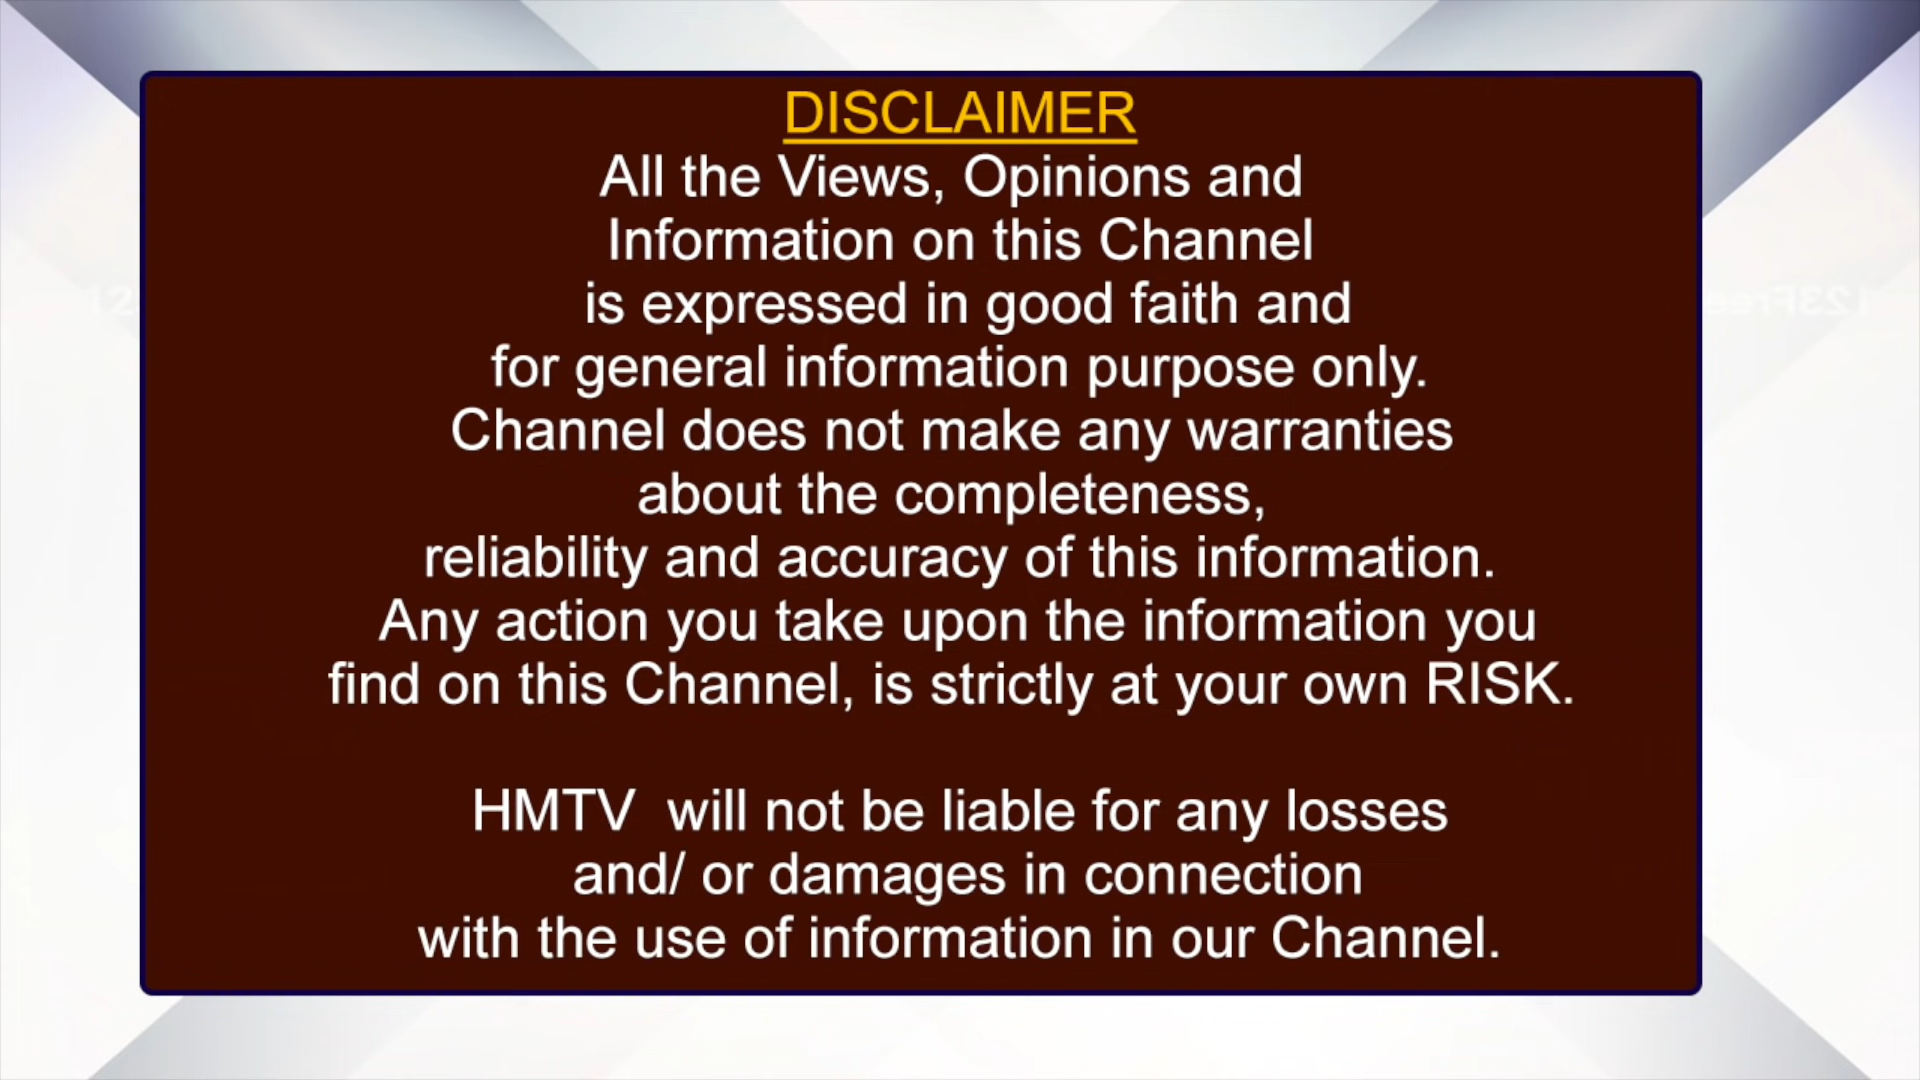 DISCLAIMER
All the Views, Opinions and
Information on this Channel
is expressed in good faith and
for general information purpose only.
Channel does not make any warranties
about the completeness,
reliability and accuracy of this information.
Any action you take upon the information you
find on this Channel, is strictly at your own RISK.
HMTV  will not be liable for any losses
and/ or damages in connection
with the use of information in our Channel.